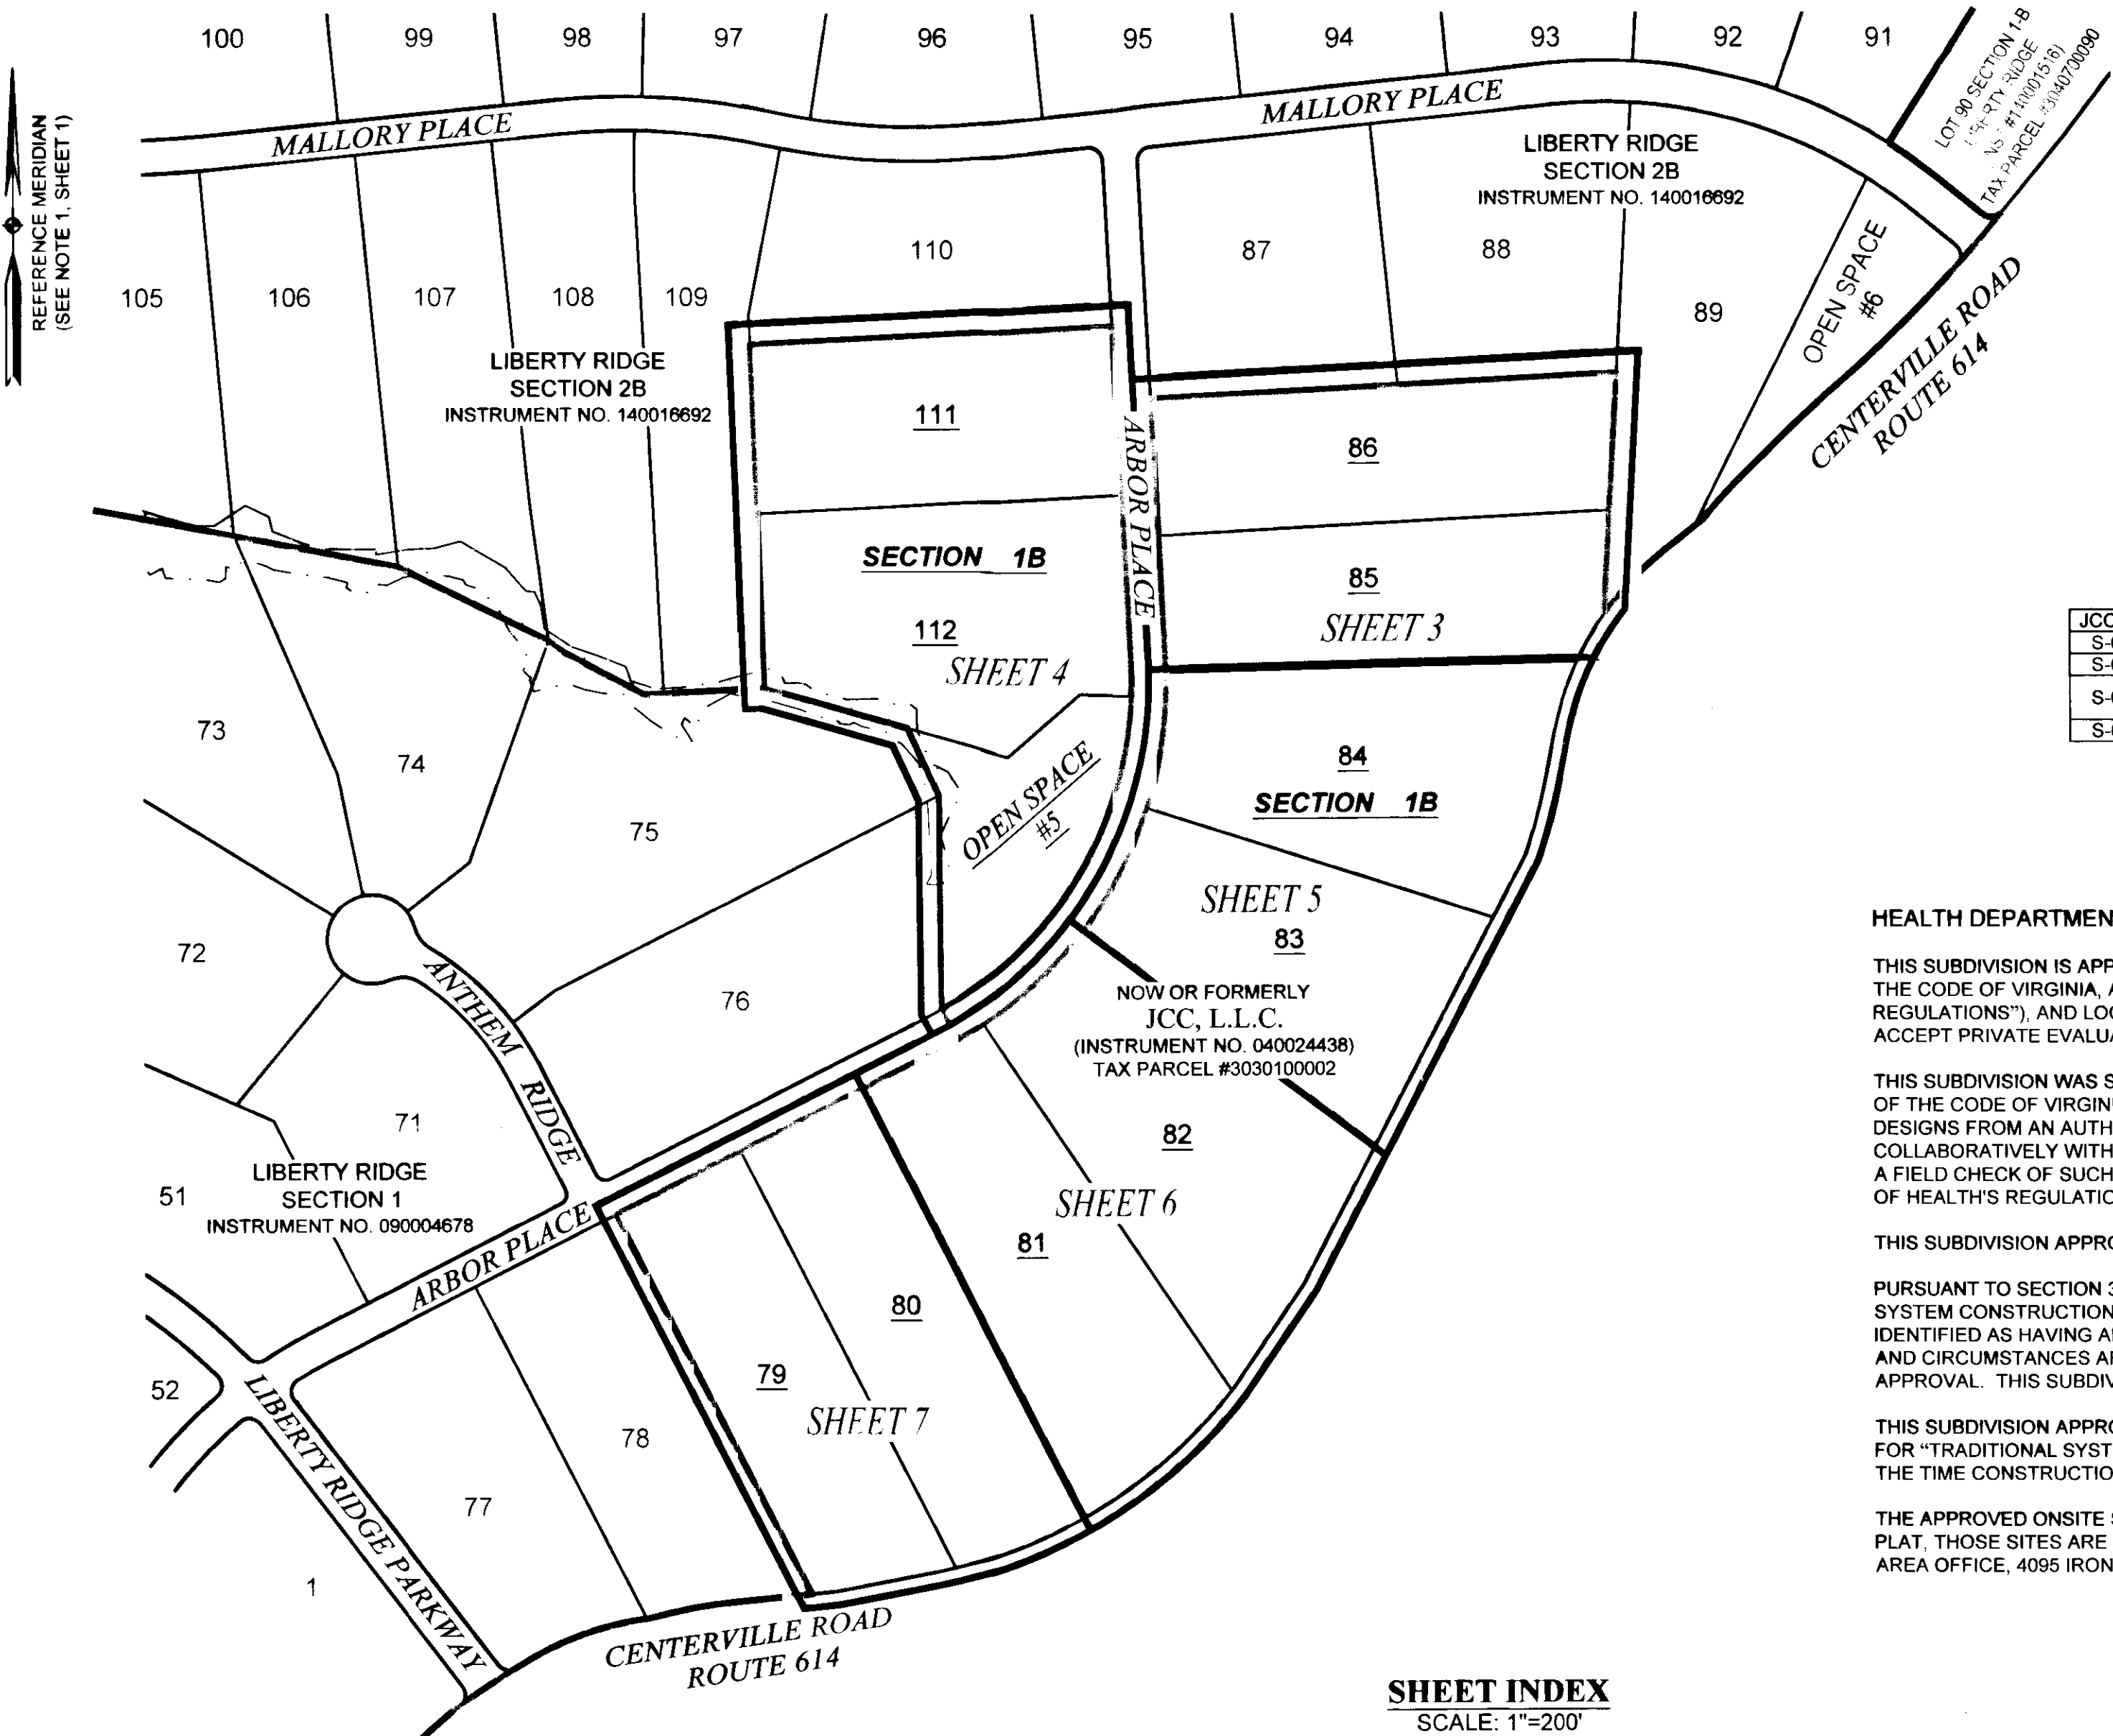 100
99
98
97
96
95
94
93
92
91
LOT 90 SECTION 1-B
LIBERTY RIDGE
TAX PARCEL #3040700090
REFERENCE MERIDIAN
(SEE NOTE 1, SHEET 1)
MALLORY PLACE
MALLORY PLACE
LIBERTY RIDGE
SECTION 2B
INSTRUMENT NO. 140016692
105
106
107
108
109
110
87
88
89
OPEN SPACE
#6
CENTERVILLE ROAD
ROUTE 614
LIBERTY RIDGE
SECTION 2B
INSTRUMENT NO. 140016692
111
ARBOR PLACE
86
SECTION 1B
85
SHEET 3
112
SHEET 4
JCC
S-
S-
S-
S-
73
74
75
OPEN SPACE
#5
84
SECTION 1B
SHEET 5
83
72
76
ANTHEM RIDGE
NOW OR FORMERLY
JCC, L.L.C.
(INSTRUMENT NO. 040024438)
TAX PARCEL #3030100002
71
82
LIBERTY RIDGE
SECTION 1
INSTRUMENT NO. 090004678
51
SHEET 6
81
ARBOR PLACE
80
79
SHEET 7
52
78
77
LIBERTY RIDGE PARKWAY
1
CENTERVILLE ROAD
ROUTE 614
HEALTH DEPARTMEN
THIS SUBDIVISION IS APP
THE CODE OF VIRGINIA, A
REGULATIONS"), AND LOC
ACCEPT PRIVATE EVALUA
THIS SUBDIVISION WAS S
OF THE CODE OF VIRGIN
DESIGNS FROM AN AUTH
COLLABORATIVELY WITH
A FIELD CHECK OF SUCH
OF HEALTH'S REGULATIO
THIS SUBDIVISION APPRO
PURSUANT TO SECTION 3
SYSTEM CONSTRUCTION
IDENTIFIED AS HAVING A
AND CIRCUMSTANCES A
APPROVAL. THIS SUBDIV
THIS SUBDIVISION APPRO
FOR "TRADITIONAL SYST
THE TIME CONSTRUCTIO
THE APPROVED ONSITE S
PLAT, THOSE SITES ARE
AREA OFFICE, 4095 IRON
SHEET INDEX
SCALE: 1"=200'